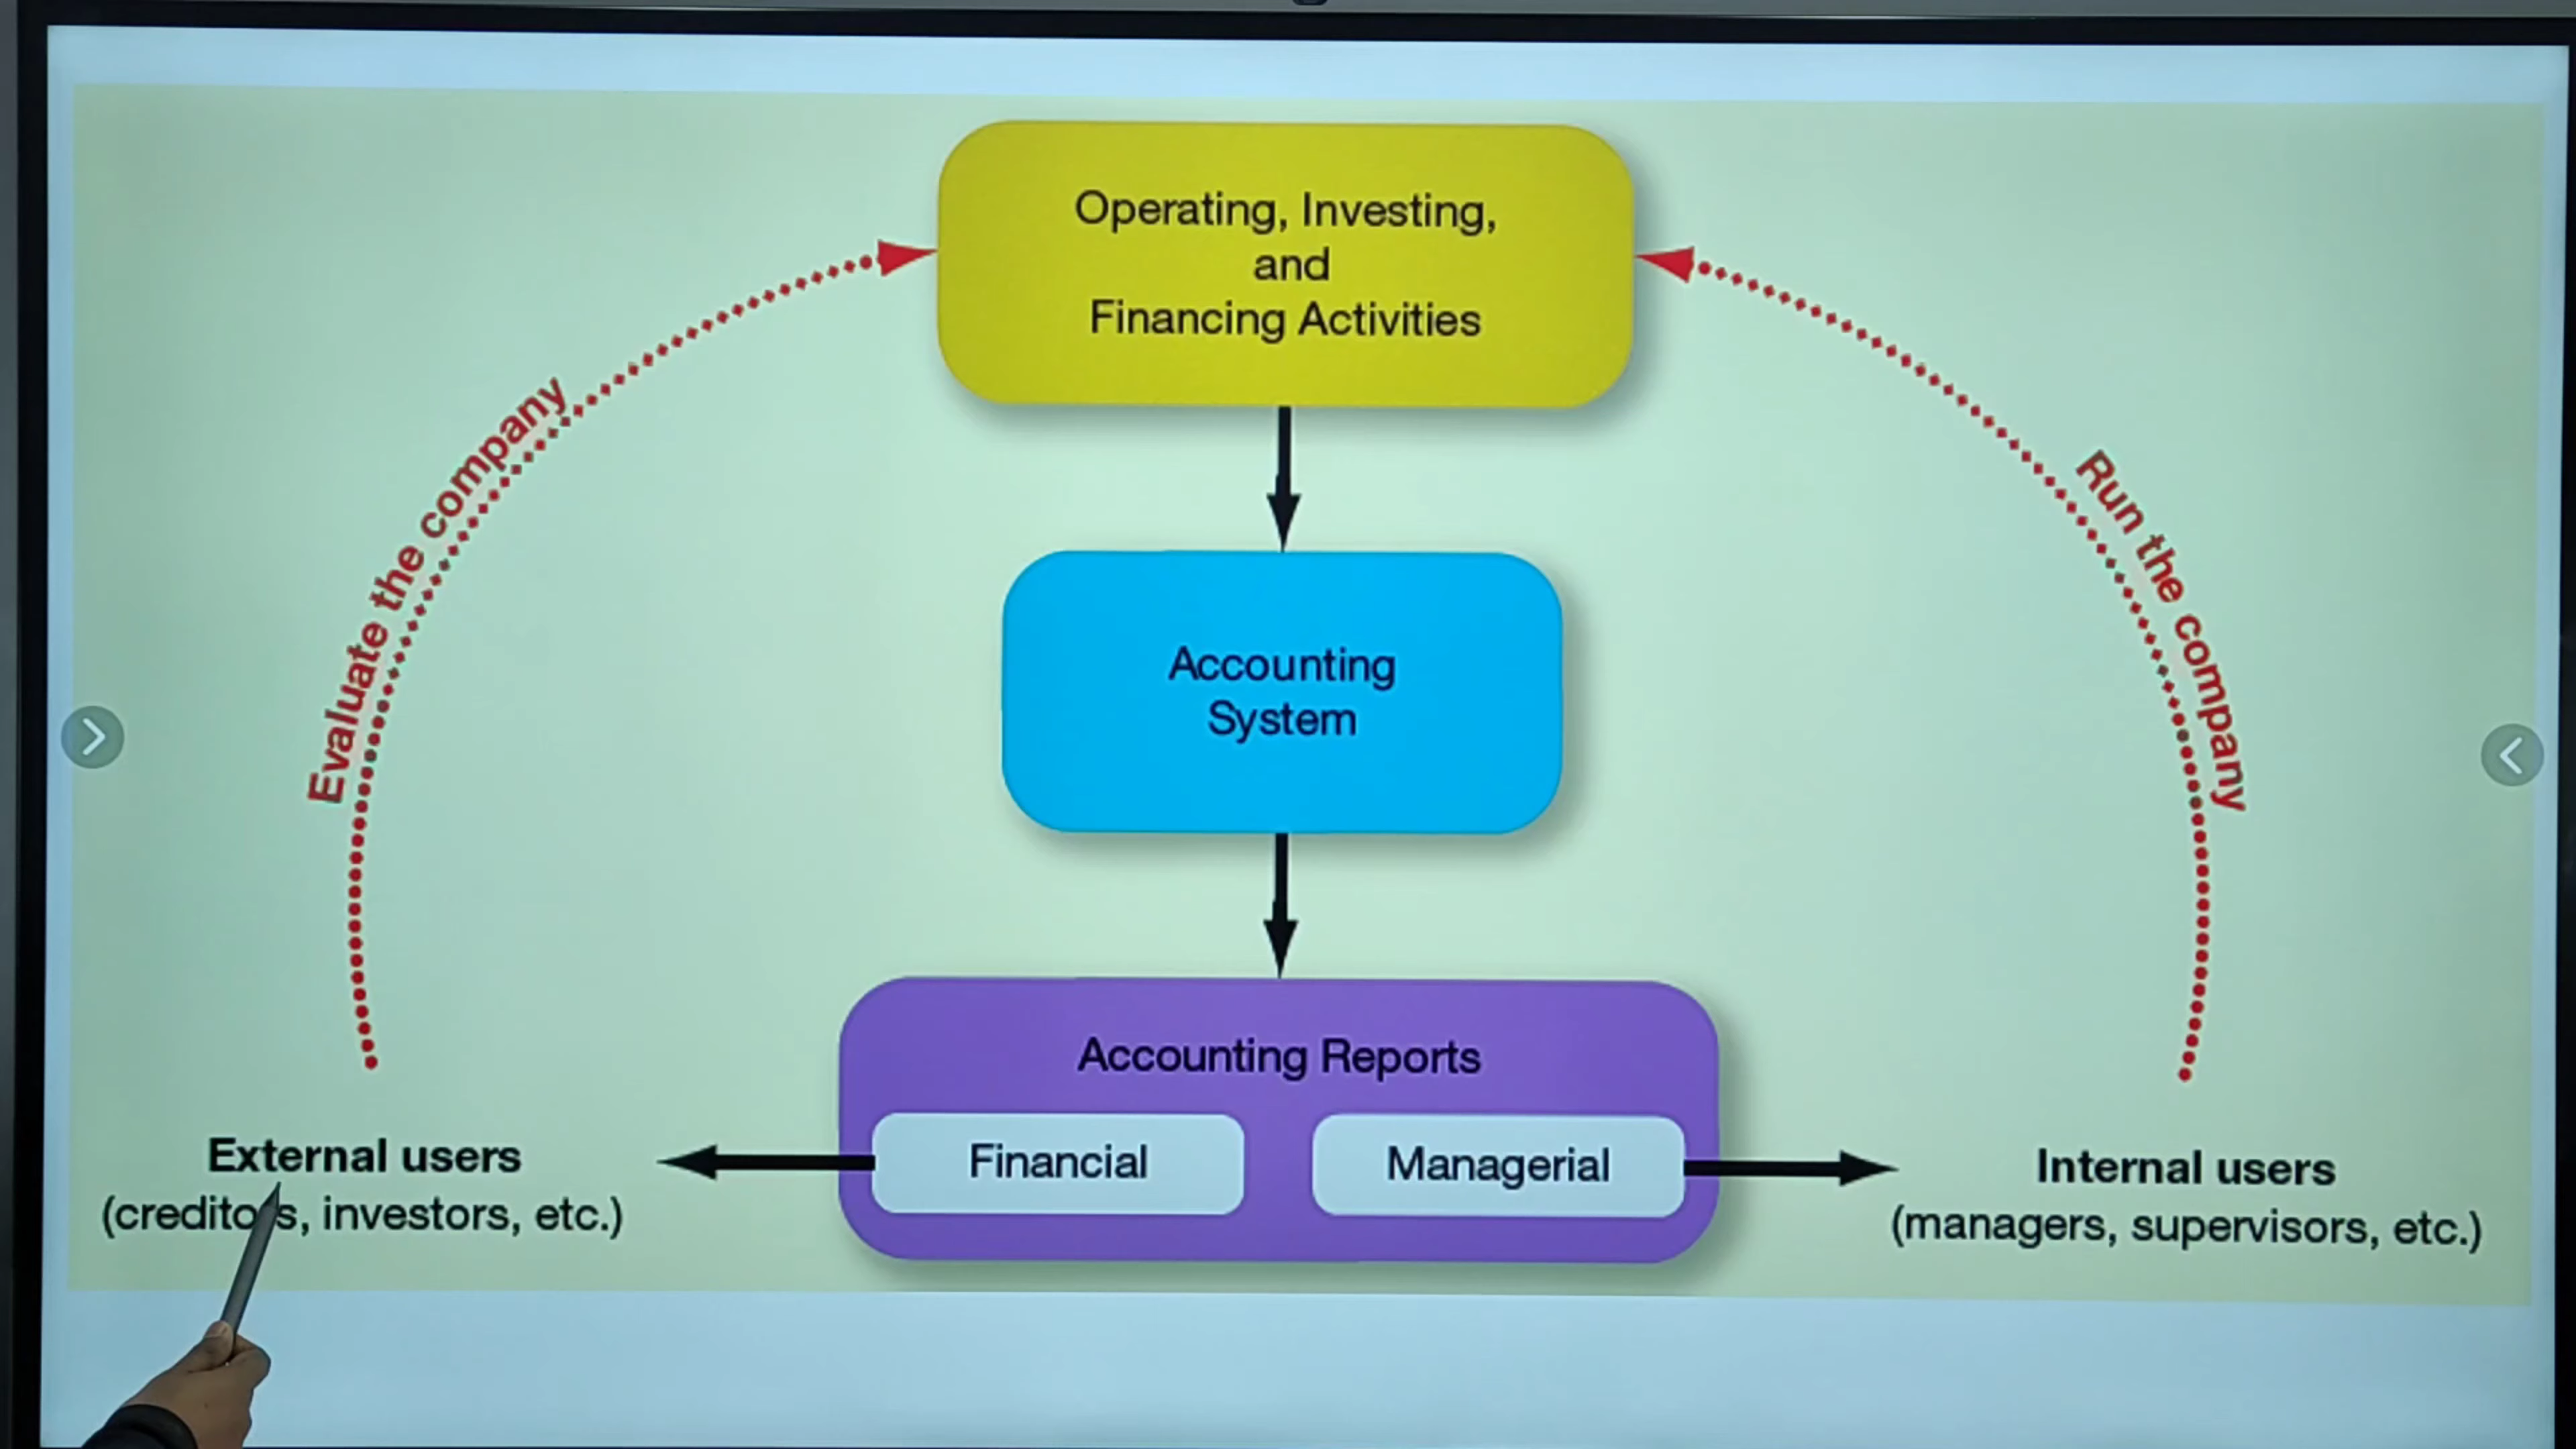 Operating, Investing,
and
Financing Activities
Evaluate the company
Run the company
Accounting
System
Accounting Reports
Financial
Managerial
External users
(creditors, investors, etc.)
Internal users
(managers, supervisors, etc.)